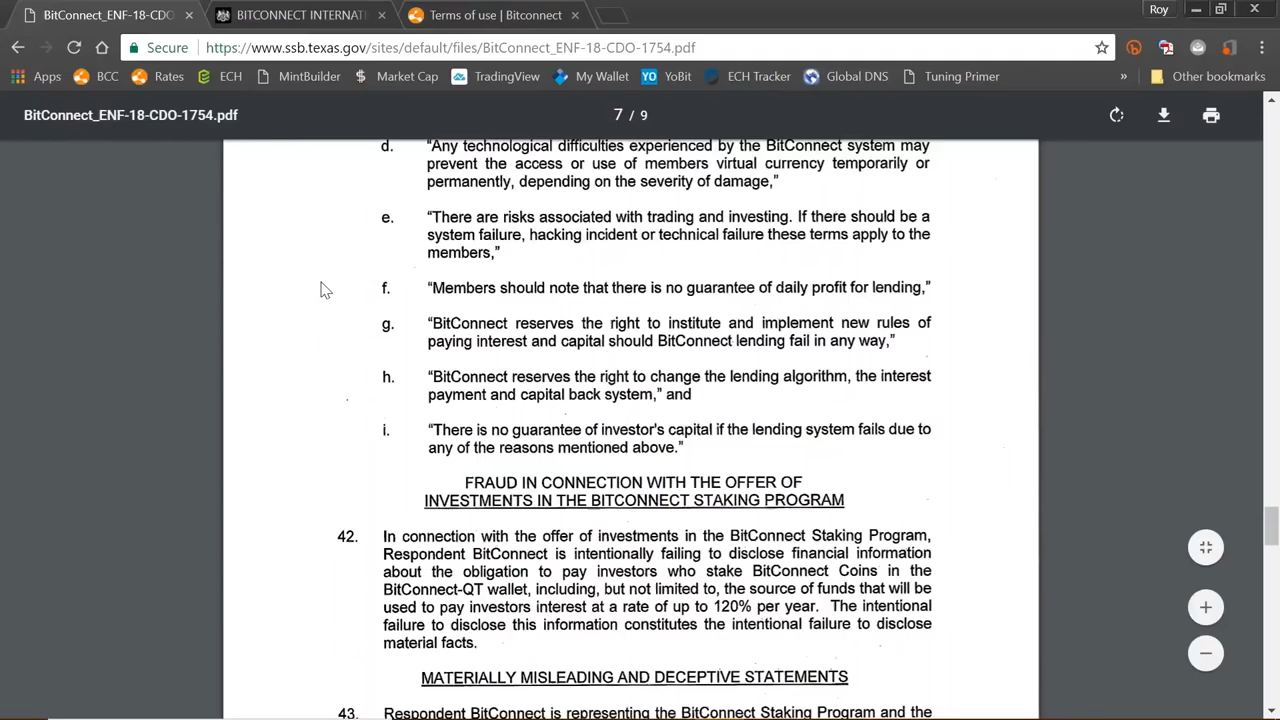 BitConnect_ENF-18-CDO
BITCONNECT INTERNATI
Terms of use | Bitconnect
Roy
Secure
https://www.ssb.texas.gov/sites/default/files/BitConnect_ENF-18-CDO-1754.pdf
Apps BCC Rates ECH MintBuilder Market Cap TradingView My Wallet YoBit ECH Tracker Global DNS Tuning Primer » Other bookmarks
BitConnect_ENF-18-CDO-1754.pdf 7 / 9
d. “Any technological difficulties experienced by the BitConnect system may
prevent the access or use of members virtual currency temporarily or
permanently, depending on the severity of damage,”
e. “There are risks associated with trading and investing. If there should be a
system failure, hacking incident or technical failure these terms apply to the
members,”
f. “Members should note that there is no guarantee of daily profit for lending,”
g. “BitConnect reserves the right to institute and implement new rules of
paying interest and capital should BitConnect lending fail in any way,”
h. “BitConnect reserves the right to change the lending algorithm, the interest
payment and capital back system,” and
i. “There is no guarantee of investor's capital if the lending system fails due to
any of the reasons mentioned above.”
FRAUD IN CONNECTION WITH THE OFFER OF
INVESTMENTS IN THE BITCONNECT STAKING PROGRAM
42. In connection with the offer of investments in the BitConnect Staking Program,
Respondent BitConnect is intentionally failing to disclose financial information
about the obligation to pay investors who stake BitConnect Coins in the
BitConnect-QT wallet, including, but not limited to, the source of funds that will be
used to pay investors interest at a rate of up to 120% per year. The intentional
failure to disclose this information constitutes the intentional failure to disclose
material facts.
MATERIALLY MISLEADING AND DECEPTIVE STATEMENTS
43. Respondent BitConnect is representing the BitConnect Staking Program and the